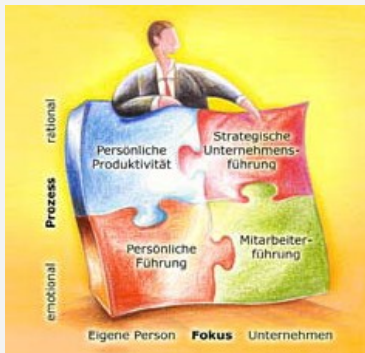 Persönliche
Produktivität
Strategische
Unternehmens-
führung
Persönliche
Führung
Mitarbeiter-
führung
rational
Prozess
emotional
Eigene Person Fokus Unternehmen